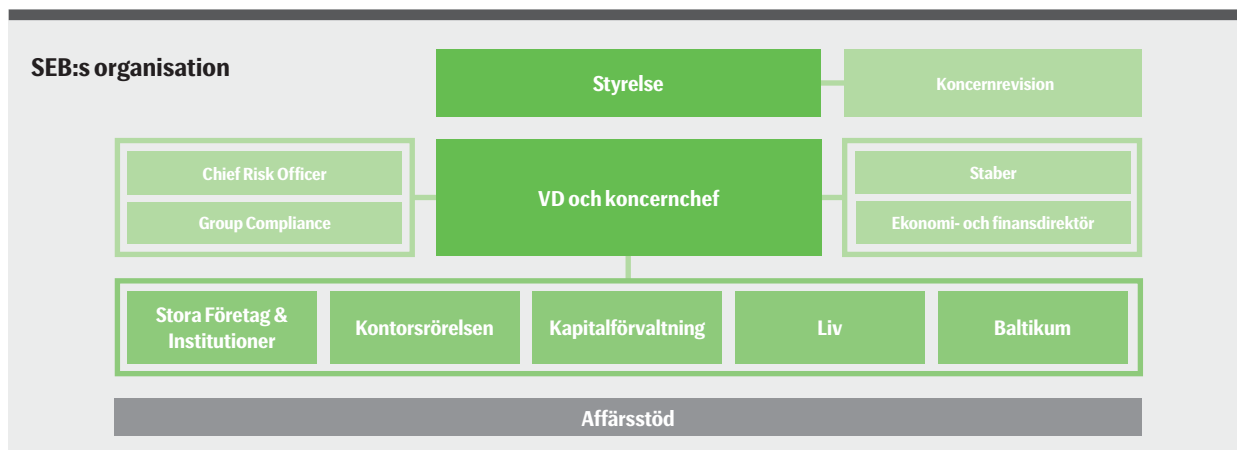 SEB:s organisation
Styrelse
Koncernrevision
Chief Risk Officer
Group Compliance
VD och koncernchef
Staber
Ekonomi- och finansdirektör
Stora Företag &
Institutioner
Kontorsrörelsen
Kapitalförvaltning
Liv
Baltikum
Affärsstöd